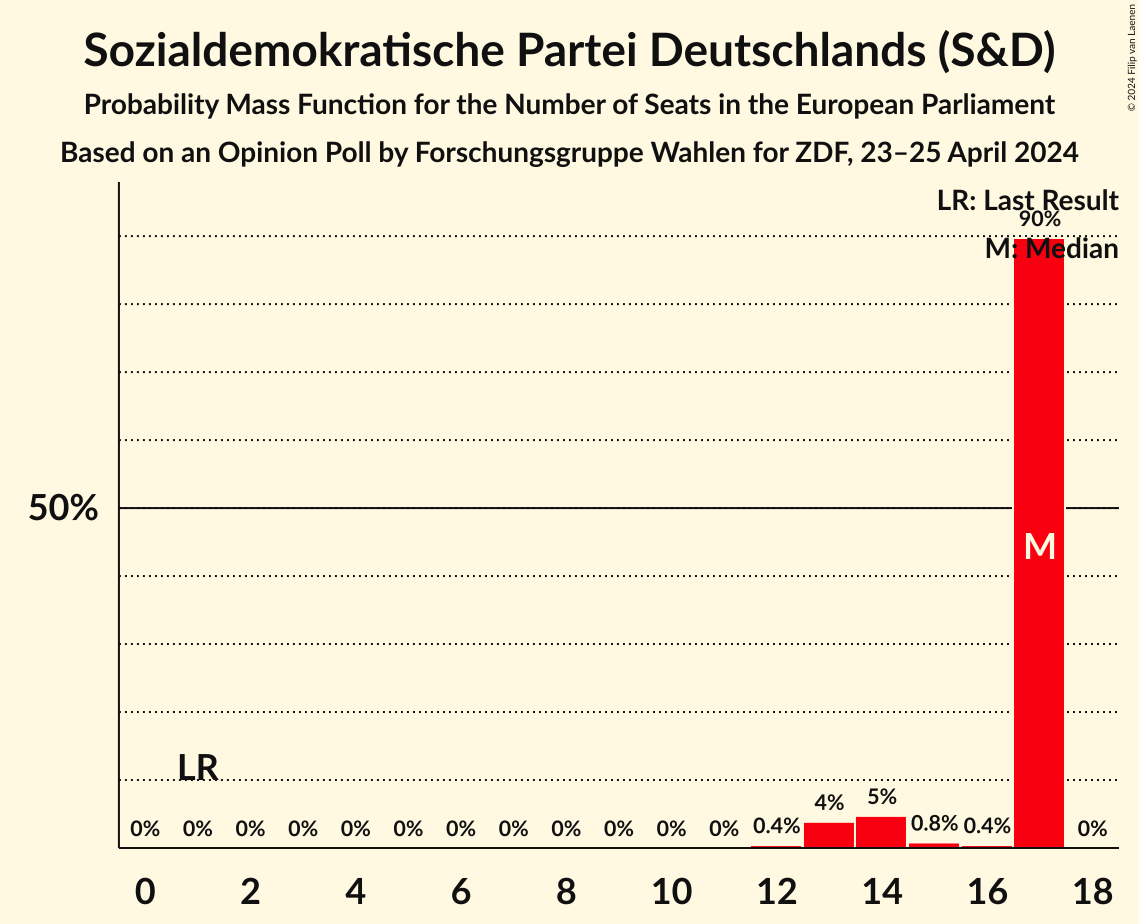 Sozialdemokratische Partei Deutschlands (S&D)
Probability Mass Function for the Number of Seats in the European Parliament
Based on an Opinion Poll by Forschungsgruppe Wahlen for ZDF, 23–25 April 2024
© 2024 Filip van Laenen
LR: Last Result
90%
M: Median
50%
M
LR
0% 0% 0% 0% 0% 0% 0% 0% 0% 0% 0% 0% 0.4% 4% 5% 0.8% 0.4% 0%
0 2 4 6 8 10 12 14 16 18